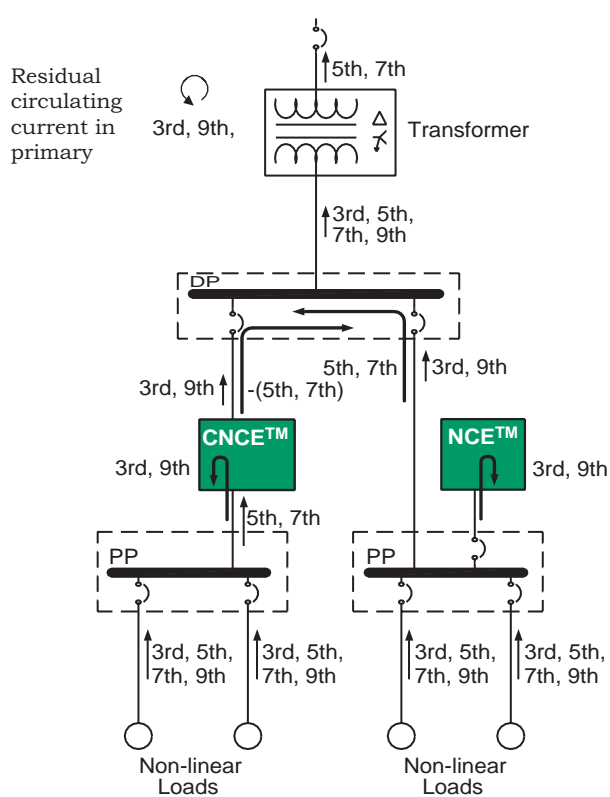 5th, 7th
Residual
circulating
current in
primary
3rd, 9th,
Δ
Transformer
3rd, 5th,
7th, 9th
DP
5th, 7th
3rd, 9th
3rd, 9th
-(5th, 7th)
CNCE™
NCE™
3rd, 9th
3rd, 9th
5th, 7th
PP
PP
3rd, 5th,
7th, 9th
3rd, 5th,
7th, 9th
3rd, 5th,
7th, 9th
3rd, 5th,
7th, 9th
Non-linear
Loads
Non-linear
Loads